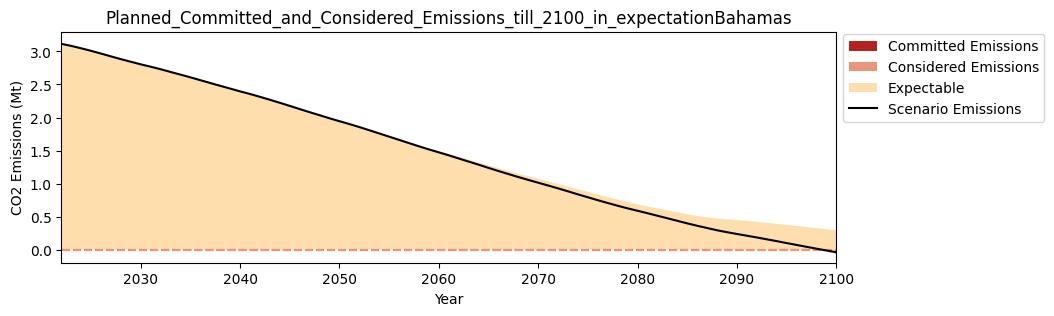 Planned_Committed_and_Considered_Emissions_till_2100_in_expectationBahamas
CO2 Emissions (Mt)
3.0
2.5
2.0
1.5
1.0
0.5
0.0
2030
2040
2050
2060
2070
2080
2090
2100
Year
Committed Emissions
Considered Emissions
Expectable
Scenario Emissions